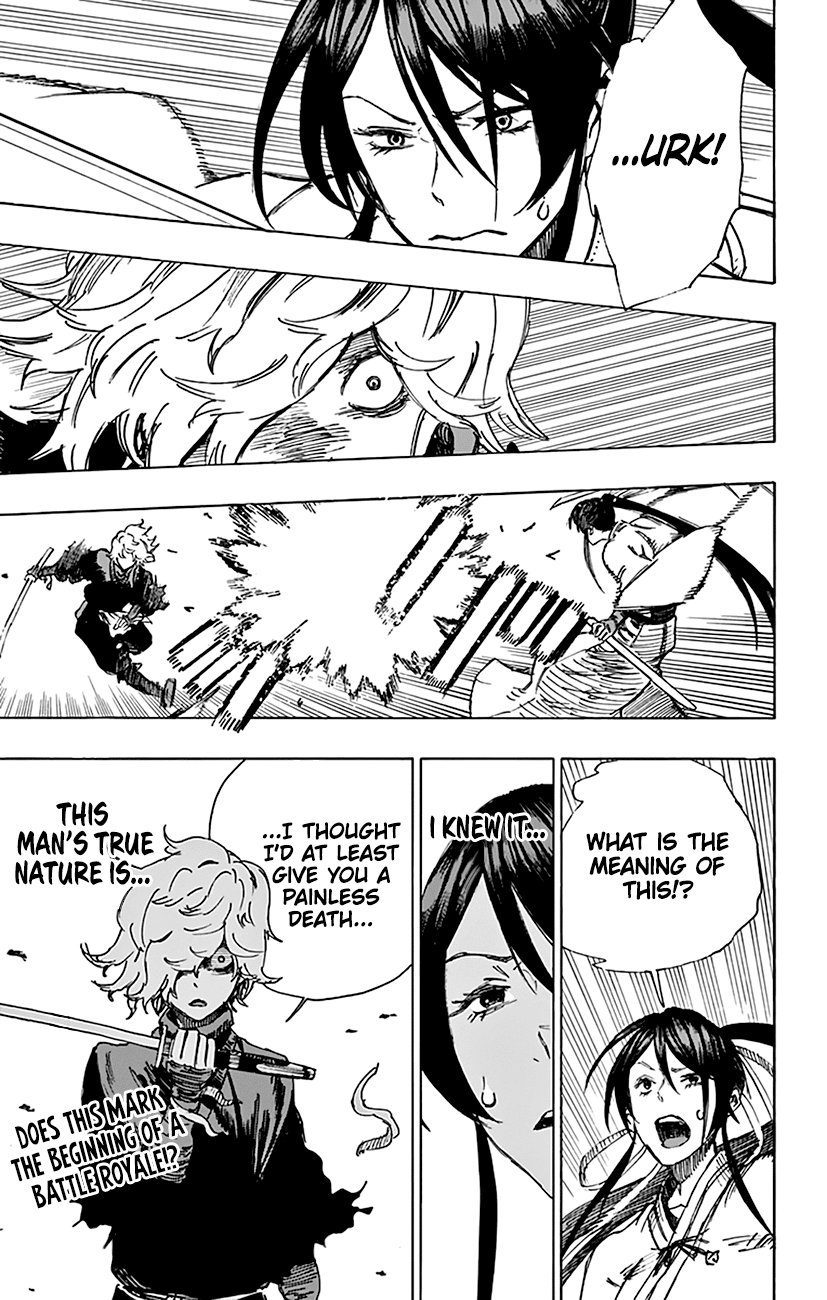 ...URK!
WHAT IS THE
MEANING OF
THIS!?
I KNEW IT...
...I THOUGHT
I'D AT LEAST
GIVE YOU A
PAINLESS
DEATH...
THIS
MAN'S TRUE
NATURE IS...
DOES THIS MARK
THE BEGINNING OF A
BATTLE ROYALE!?